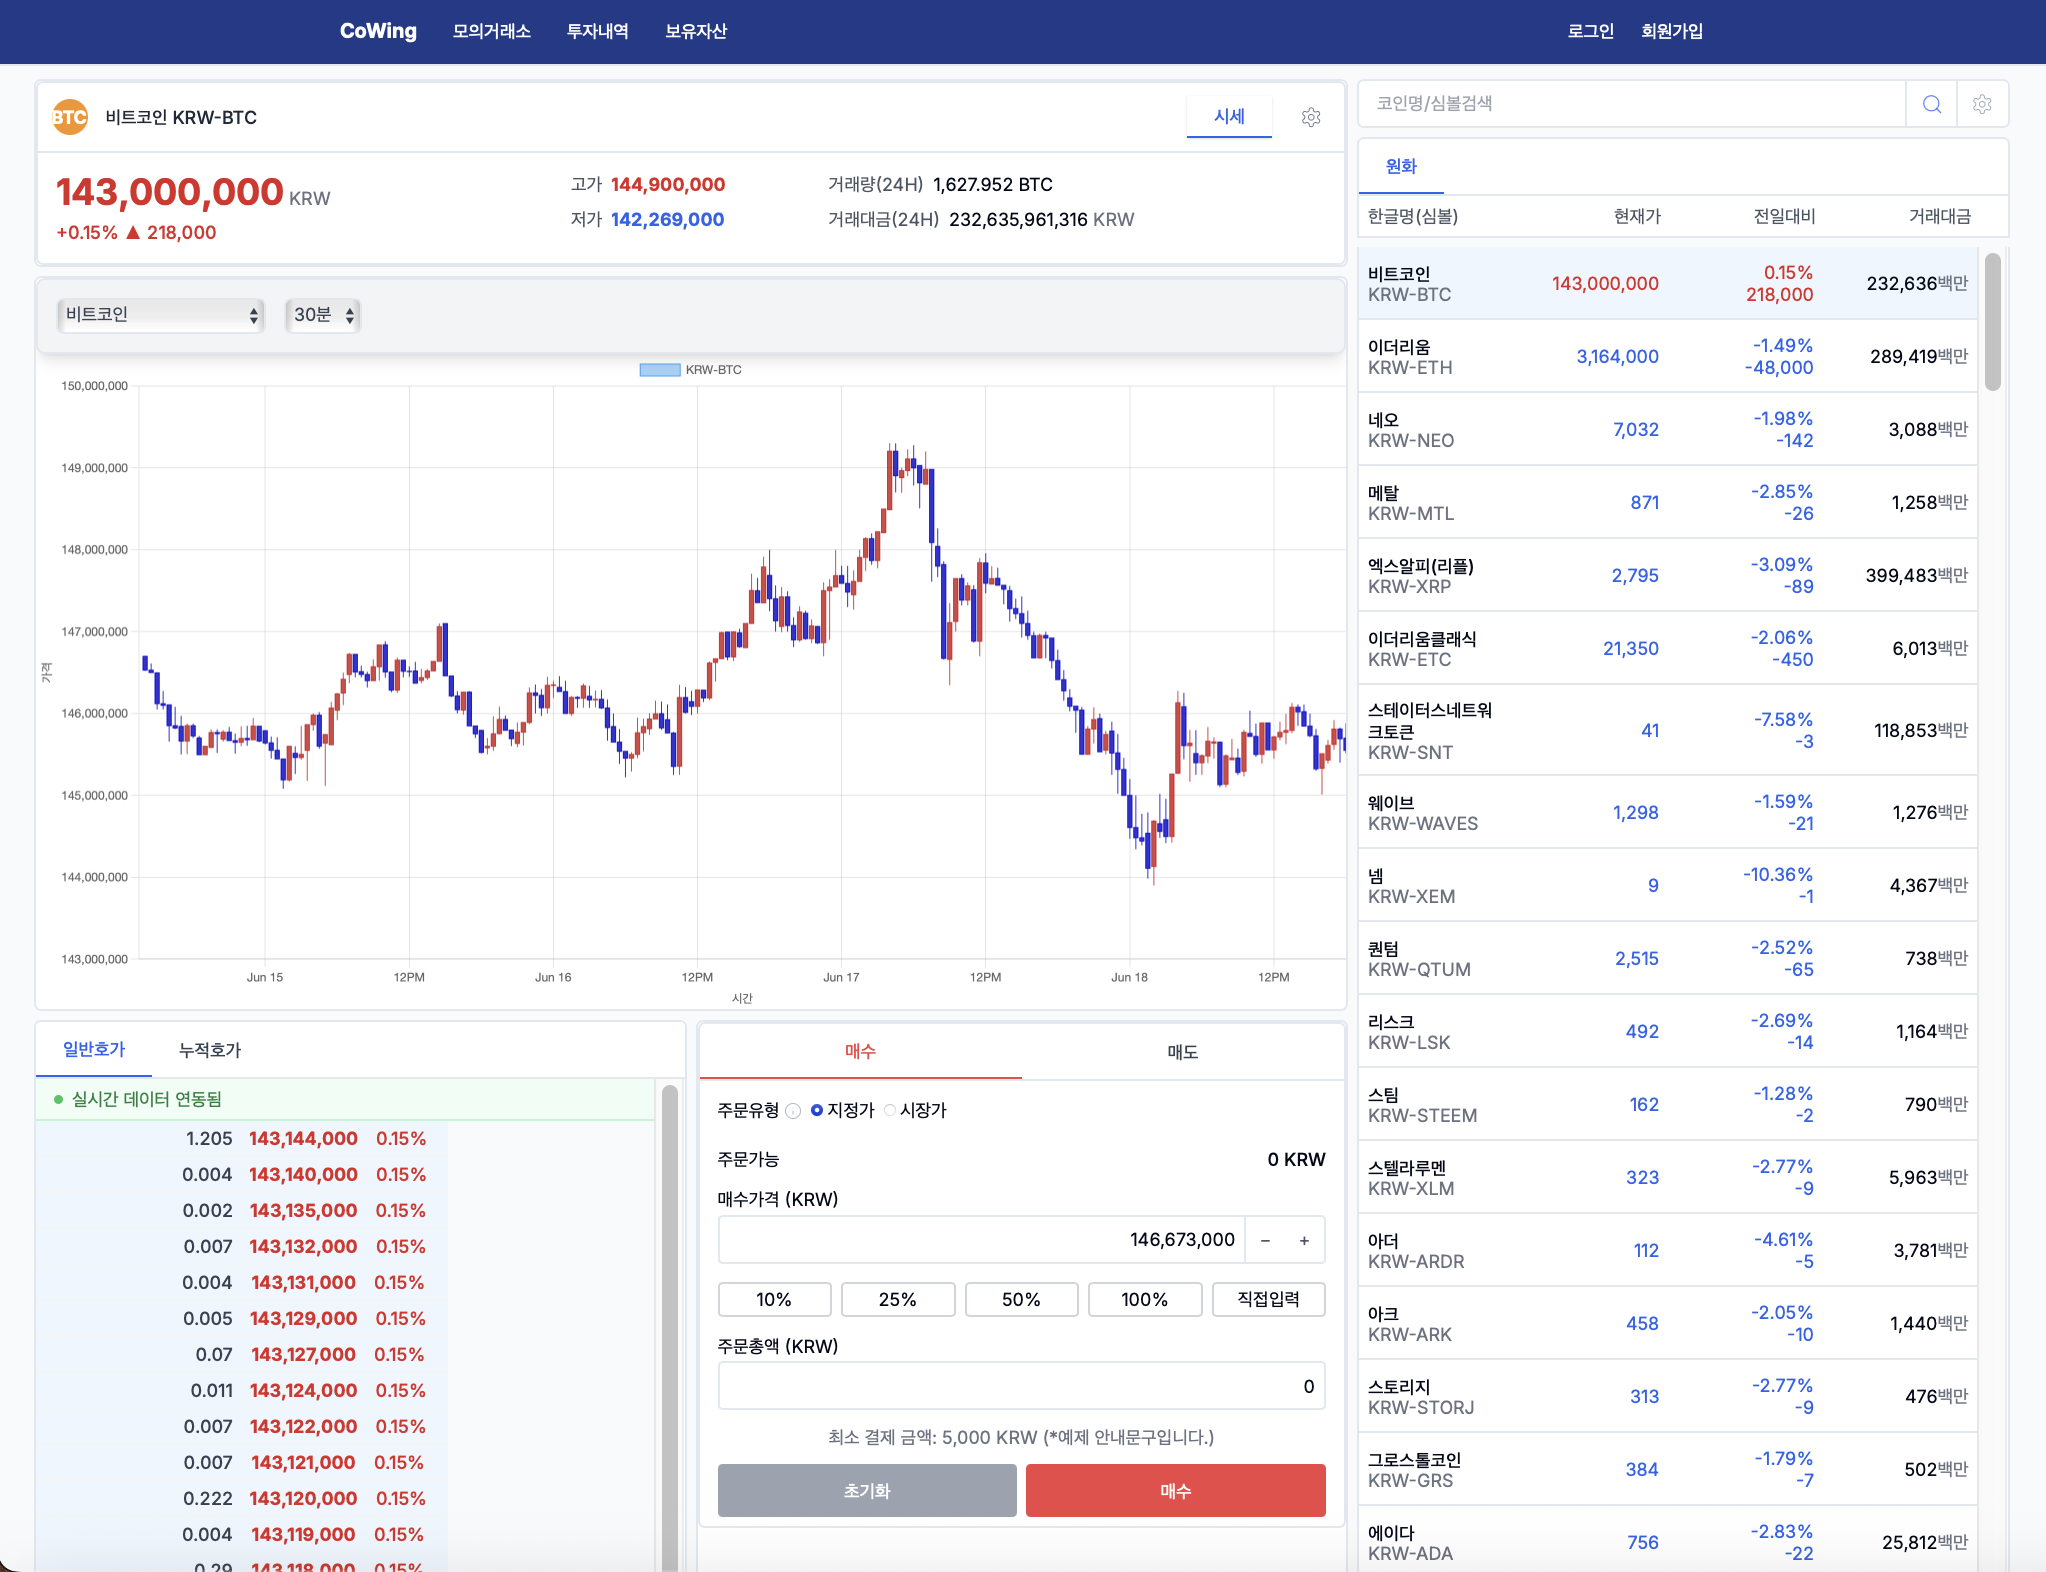 CoWing 모의거래소 투자내역 보유자산 로그인 회원가입
BTC 비트코인 KRW-BTC 시세
143,000,000 KRW
+0.15% ▲ 218,000
고가 144,900,000 거래량(24H) 1,627.952 BTC
저가 142,269,000 거래대금(24H) 232,635,961,316 KRW
비트코인 30분
KRW-BTC
150,000,000
149,000,000
148,000,000
147,000,000
146,000,000
145,000,000
144,000,000
143,000,000
가격
Jun 15 12PM Jun 16 12PM Jun 17 12PM Jun 18 12PM
시간
일반호가 누적호가
실시간 데이터 연동됨
1.205 143,144,000 0.15%
0.004 143,140,000 0.15%
0.002 143,135,000 0.15%
0.007 143,132,000 0.15%
0.004 143,131,000 0.15%
0.005 143,129,000 0.15%
0.07 143,127,000 0.15%
0.011 143,124,000 0.15%
0.007 143,122,000 0.15%
0.007 143,121,000 0.15%
0.222 143,120,000 0.15%
0.004 143,119,000 0.15%
0.29 143,118,000 0.15%
매수 매도
주문유형 지정가 시장가
주문가능 0 KRW
매수가격 (KRW)
146,673,000 − +
10% 25% 50% 100% 직접입력
주문총액 (KRW)
0
최소 결제 금액: 5,000 KRW (*예제 안내문구입니다.)
초기화 매수
코인명/심볼검색
원화
한글명(심볼) 현재가 전일대비 거래대금
비트코인 143,000,000 0.15% 232,636백만
KRW-BTC 218,000
이더리움 3,164,000 -1.49% 289,419백만
KRW-ETH -48,000
네오 7,032 -1.98% 3,088백만
KRW-NEO -142
메탈 871 -2.85% 1,258백만
KRW-MTL -26
엑스알피(리플) 2,795 -3.09% 399,483백만
KRW-XRP -89
이더리움클래식 21,350 -2.06% 6,013백만
KRW-ETC -450
스테이터스네트워
크토큰 41 -7.58% 118,853백만
KRW-SNT -3
웨이브 1,298 -1.59% 1,276백만
KRW-WAVES -21
넴 9 -10.36% 4,367백만
KRW-XEM -1
퀀텀 2,515 -2.52% 738백만
KRW-QTUM -65
리스크 492 -2.69% 1,164백만
KRW-LSK -14
스팀 162 -1.28% 790백만
KRW-STEEM -2
스텔라루멘 323 -2.77% 5,963백만
KRW-XLM -9
아더 112 -4.61% 3,781백만
KRW-ARDR -5
아크 458 -2.05% 1,440백만
KRW-ARK -10
스토리지 313 -2.77% 476백만
KRW-STORJ -9
그로스톨코인 384 -1.79% 502백만
KRW-GRS -7
에이다 756 -2.83% 25,812백만
KRW-ADA -22